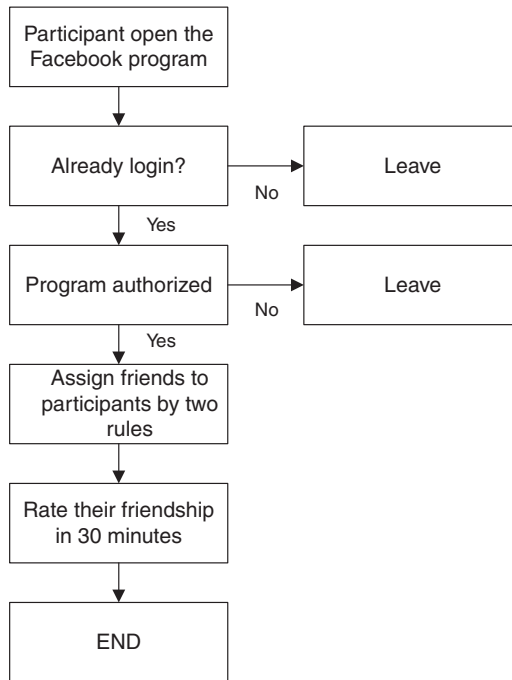 Participant open the
Facebook program
Already login?
No
Leave
Yes
Program authorized
No
Leave
Yes
Assign friends to
participants by two
rules
Rate their friendship
in 30 minutes
END